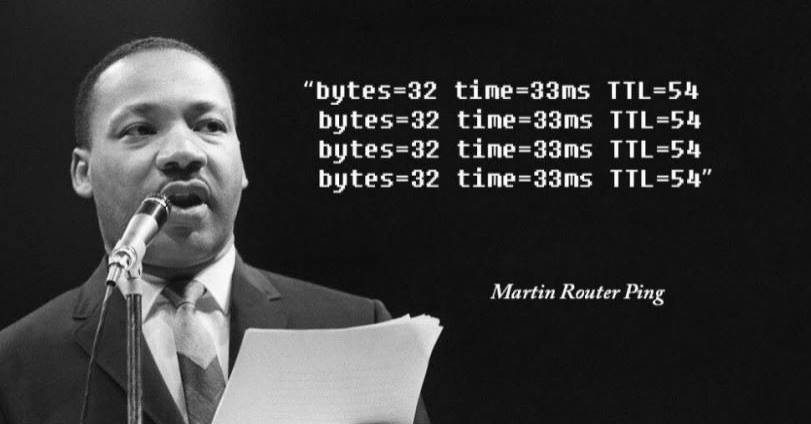 “bytes=32 time=33ms TTL=54
bytes=32 time=33ms TTL=54
bytes=32 time=33ms TTL=54
bytes=32 time=33ms TTL=54”
Martin Router Ping